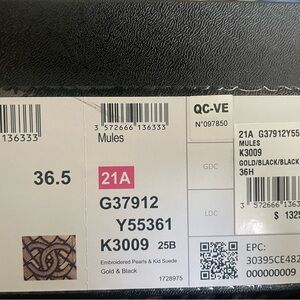 136333
3 572666 136333
Mules
QC-VE
N°097850
36.5
21A
G37912
Y55361
K3009 25B
Embroidered Pearls & Kid Suede
Gold & Black
1728975
GDC
LDC
21A G37912Y55
MULES
K3009
GOLD/BLACK/BLACK
36H
3 572666 1363
$ 1325
EPC:
30395CE482
000000009